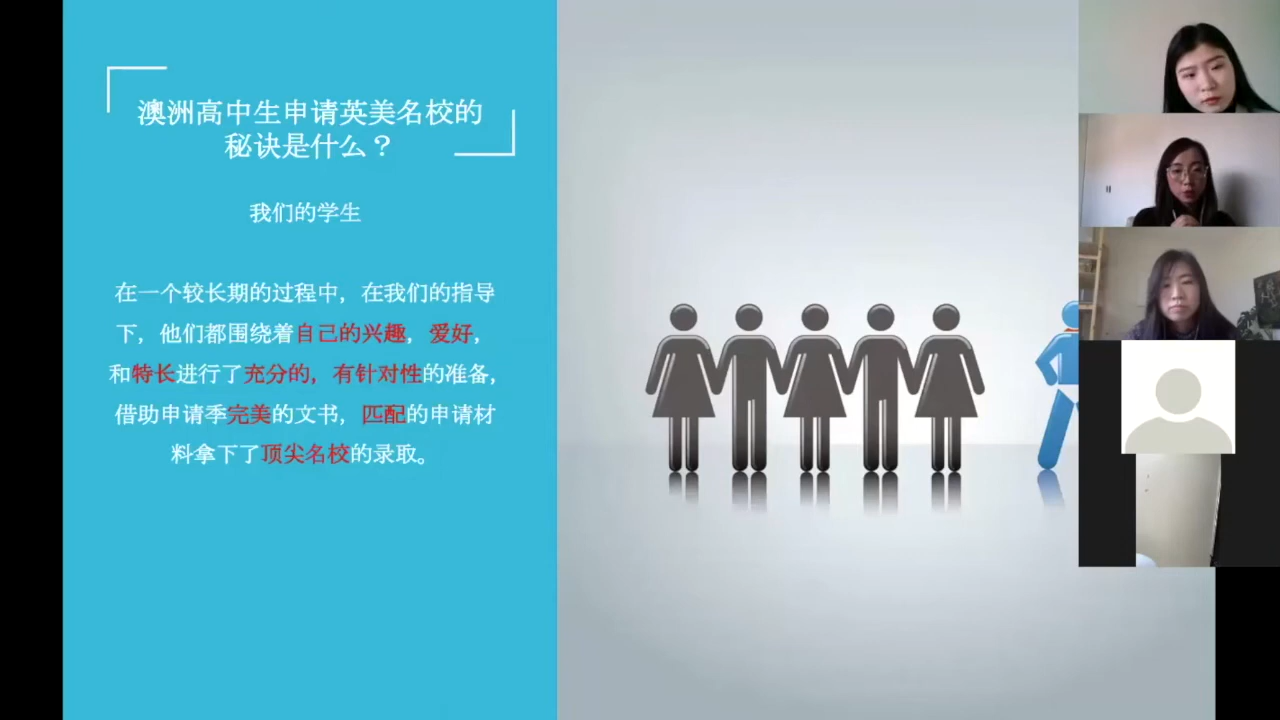 澳洲高中生申请英美名校的
秘诀是什么？
我们的学生
在一个较长期的过程中，在我们的指导
下，他们都围绕着自己的兴趣，爱好，
和特长进行了充分的，有针对性的准备，
借助申请季完美的文书，匹配的申请材
料拿下了顶尖名校的录取。